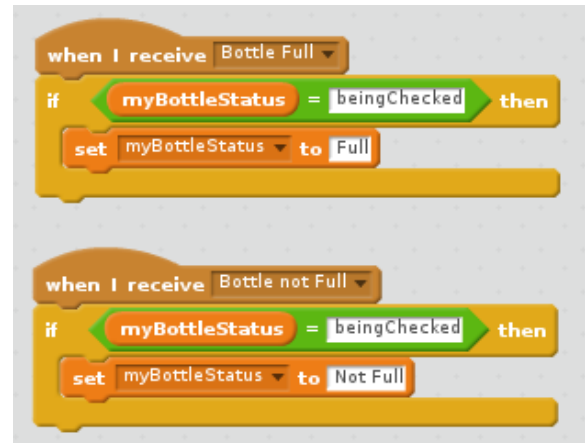 when I receive Bottle Full
if myBottleStatus = beingChecked then
set myBottleStatus to Full
when I receive Bottle not Full
if myBottleStatus = beingChecked then
set myBottleStatus to Not Full